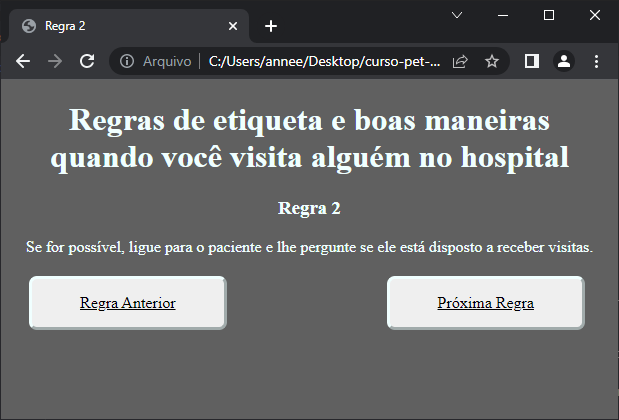 Regra 2
Arquivo
C:/Users/annee/Desktop/curso-pet-...
Regras de etiqueta e boas maneiras
quando você visita alguém no hospital
Regra 2
Se for possível, ligue para o paciente e lhe pergunte se ele está disposto a receber visitas.
Regra Anterior
Próxima Regra